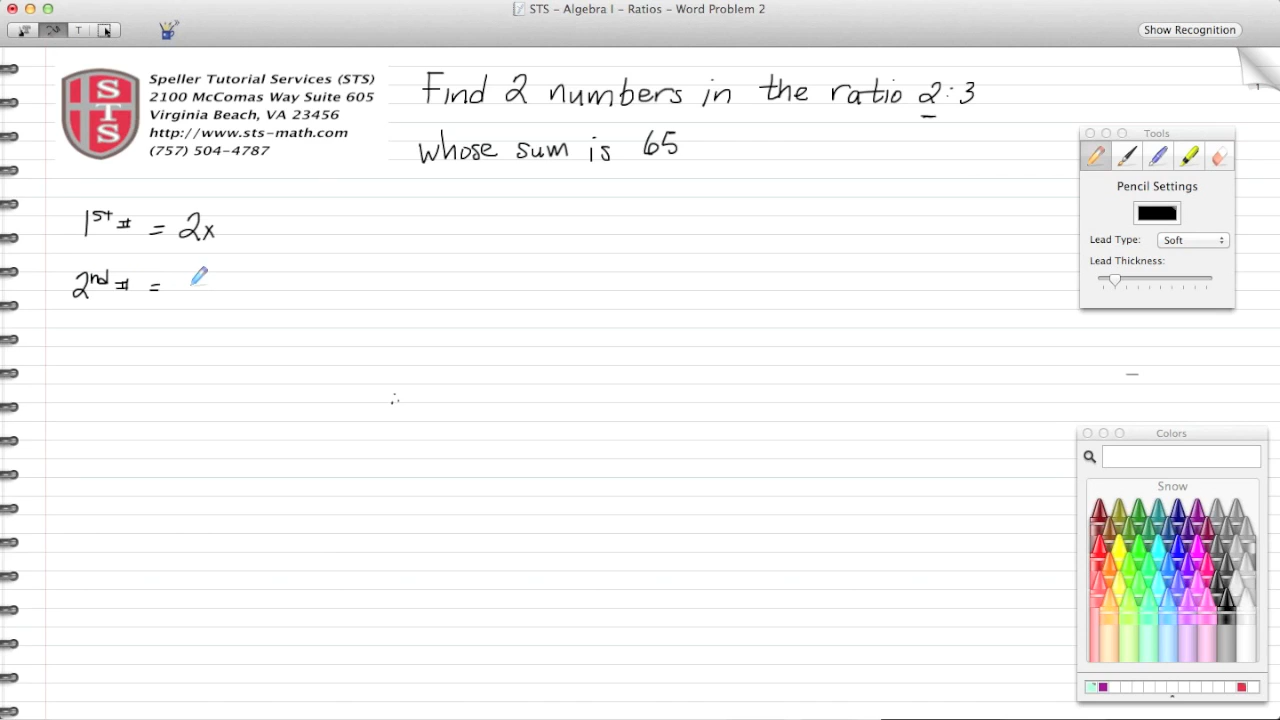 STS - Algebra I - Ratios - Word Problem 2
T
Show Recognition
STS
Speller Tutorial Services (STS)
2100 McComas Way Suite 605
Virginia Beach, VA 23456
http://www.sts-math.com
(757) 504-4787
Find 2 numbers in the ratio 2:3
whose sum is 65
1st # = 2x
2nd # =
Tools
Pencil Settings
Lead Type: Soft
Lead Thickness:
Colors
Snow